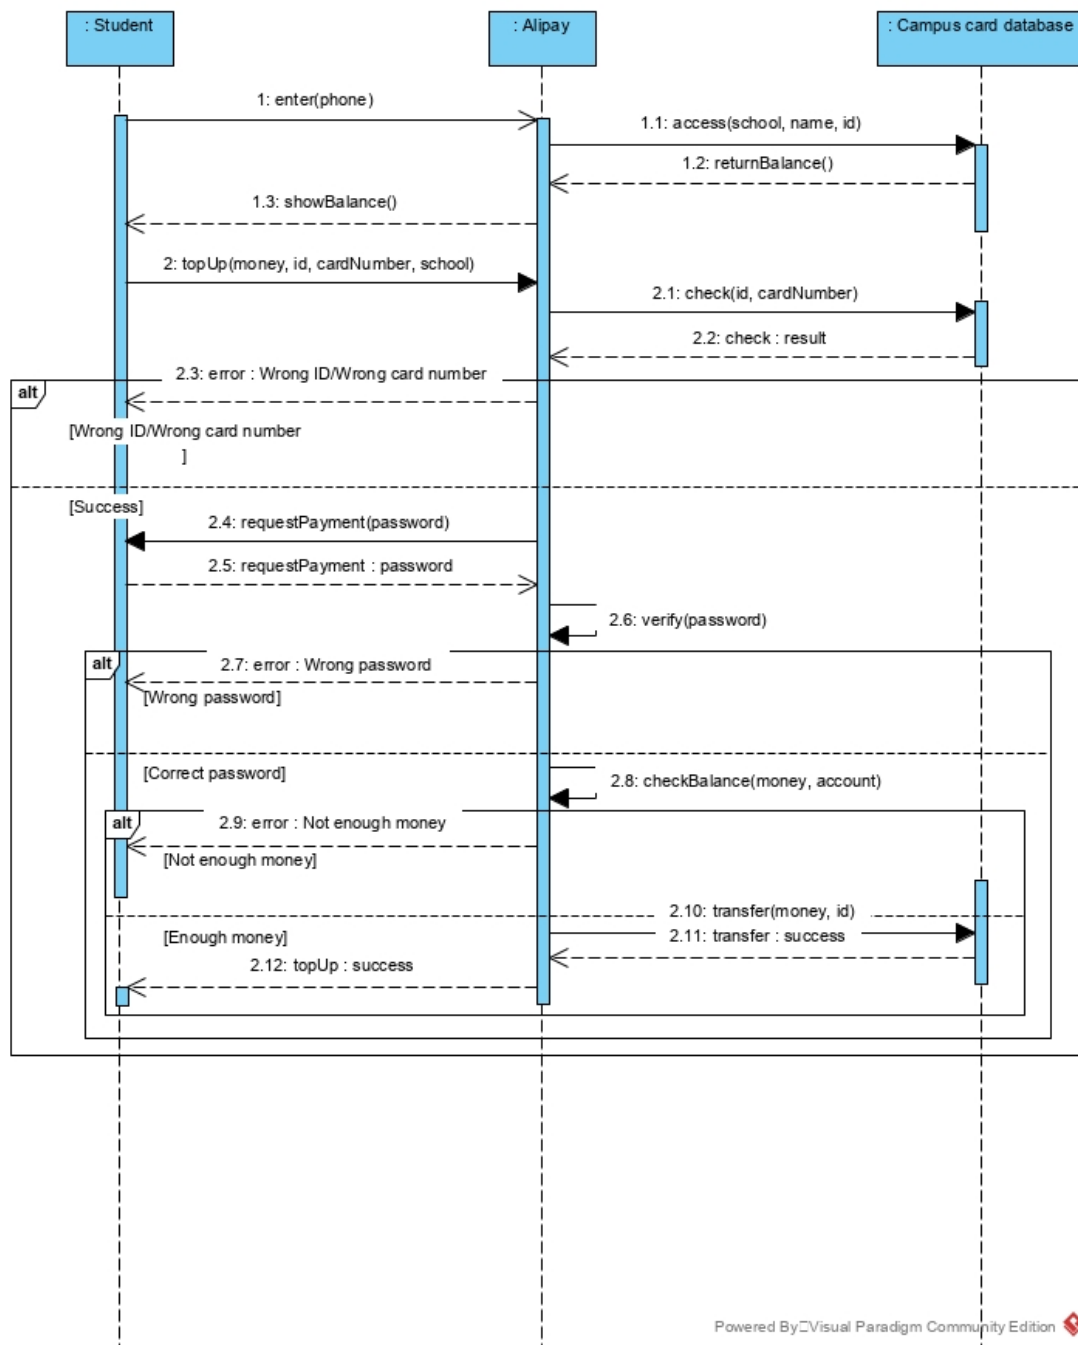 : Student
: Alipay
: Campus card database
1: enter(phone)
1.1: access(school, name, id)
1.2: returnBalance()
1.3: showBalance()
2: topUp(money, id, cardNumber, school)
2.1: check(id, cardNumber)
2.2: check : result
2.3: error : Wrong ID/Wrong card number
alt
[Wrong ID/Wrong card number
]
[Success]
2.4: requestPayment(password)
2.5: requestPayment : password
2.6: verify(password)
alt
2.7: error : Wrong password
[Wrong password]
[Correct password]
2.8: checkBalance(money, account)
alt
2.9: error : Not enough money
[Not enough money]
2.10: transfer(money, id)
[Enough money]
2.11: transfer : success
2.12: topUp : success
Powered By□Visual Paradigm Community Edition